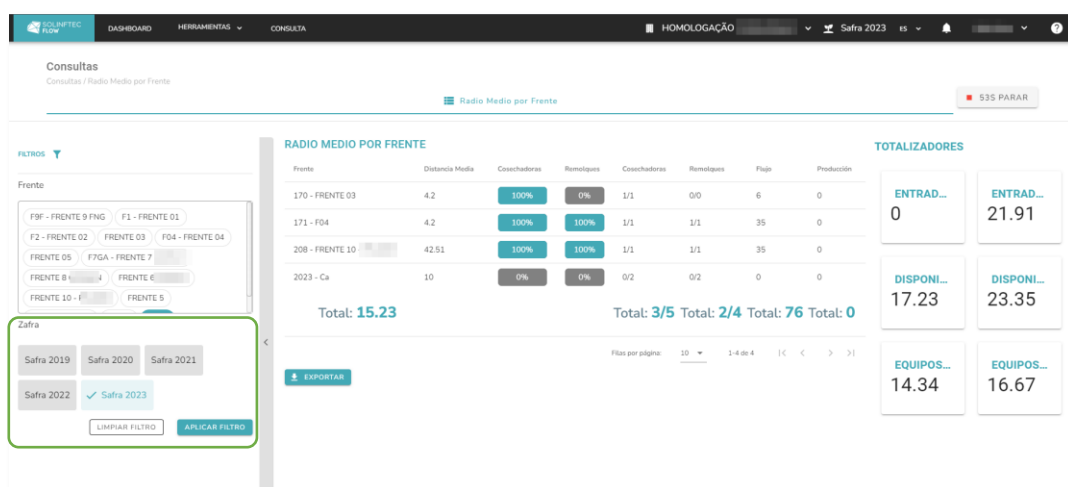 SOLINFTEC FLOW DASHBOARD HERRAMIENTAS CONSULTA HOMOLOGAÇÃO Safra 2023 ES ?
Consultas
Consultas / Radio Medio por Frente
Radio Medio por Frente
53S PARAR
FILTROS
Frente
F9F - FRENTE 9 FNG F1 - FRENTE 01
F2 - FRENTE 02 FRENTE 03 F04 - FRENTE 04
FRENTE 05 F7GA - FRENTE 7
FRENTE 8 FRENTE 6
FRENTE 10 - FRENTE 5
Zafra
Safra 2019 Safra 2020 Safra 2021
Safra 2022 Safra 2023
LIMPIAR FILTRO APLICAR FILTRO
RADIO MEDIO POR FRENTE
Frente Distancia Media Cosechadoras Remolques Cosechadoras Remolques Flujo Producción
170 - FRENTE 03 4.2 100% 0% 1/1 0/0 6 0
171 - F04 4.2 100% 100% 1/1 1/1 35 0
208 - FRENTE 10 - 42.51 100% 100% 1/1 1/1 35 0
2023 - Ca 10 0% 0% 0/2 0/2 0 0
Total: 15.23 Total: 3/5 Total: 2/4 Total: 76 Total: 0
Filas por página: 10 1-4 de 4
EXPORTAR
TOTALIZADORES
ENTRAD... ENTRAD...
0 21.91
DISPONI... DISPONI...
17.23 23.35
EQUIPOS... EQUIPOS...
14.34 16.67